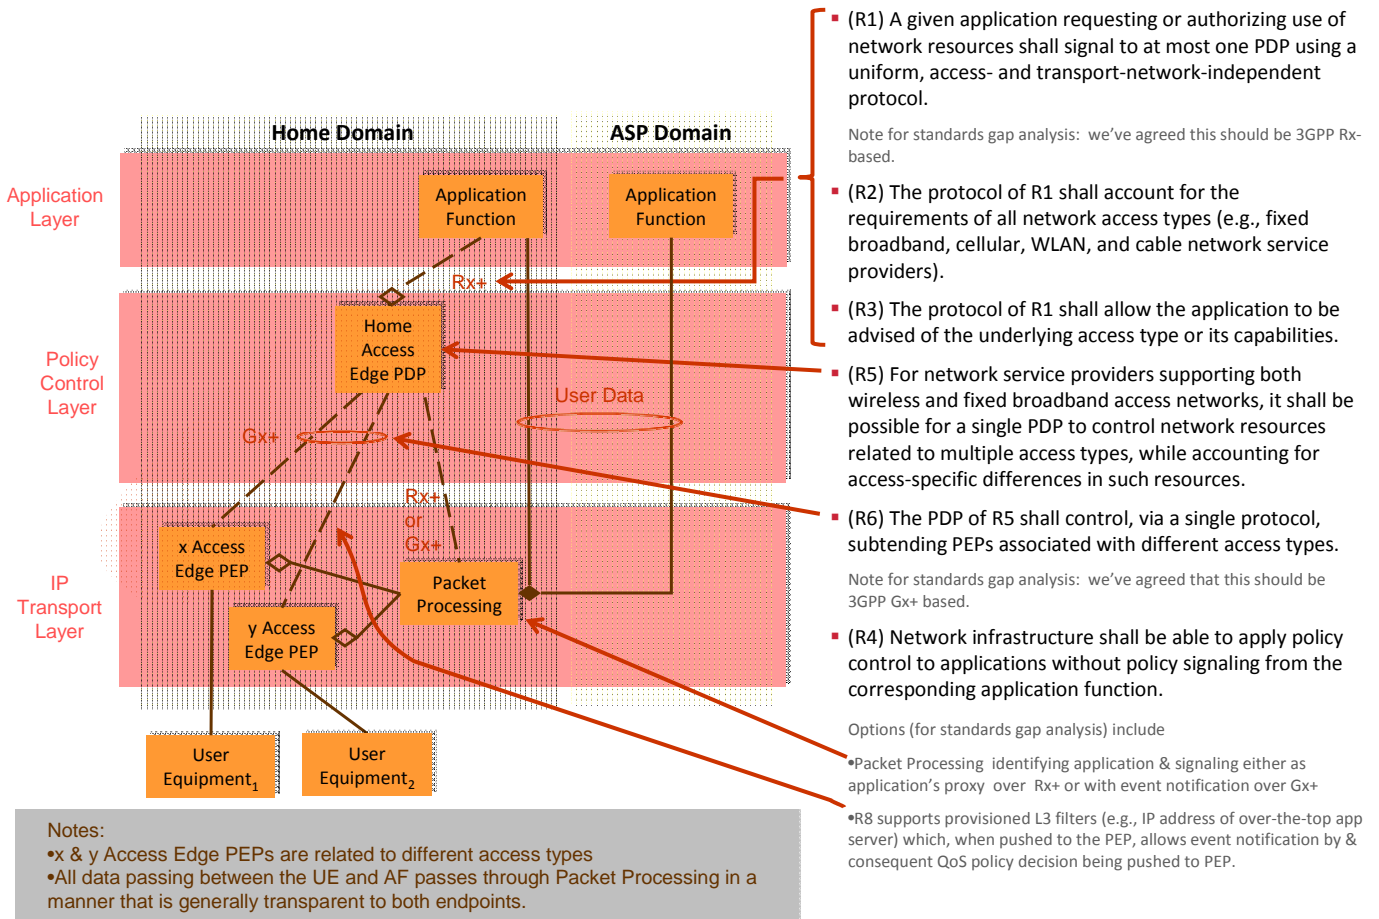 Home Domain
ASP Domain
Application
Layer
Application
Function
Application
Function
Rx+
Policy
Control
Layer
Home
Access
Edge PDP
User Data
Gx+
Rx+
or
Gx+
IP
Transport
Layer
x Access
Edge PEP
Packet
Processing
y Access
Edge PEP
User
Equipment1
User
Equipment2
Notes:
•x & y Access Edge PEPs are related to different access types
•All data passing between the UE and AF passes through Packet Processing in a
manner that is generally transparent to both endpoints.
▪ (R1) A given application requesting or authorizing use of
network resources shall signal to at most one PDP using a
uniform, access- and transport-network-independent
protocol.
Note for standards gap analysis:  we've agreed this should be 3GPP Rx-
based.
▪ (R2) The protocol of R1 shall account for the
requirements of all network access types (e.g., fixed
broadband, cellular, WLAN, and cable network service
providers).
▪ (R3) The protocol of R1 shall allow the application to be
advised of the underlying access type or its capabilities.
▪ (R5) For network service providers supporting both
wireless and fixed broadband access networks, it shall be
possible for a single PDP to control network resources
related to multiple access types, while accounting for
access-specific differences in such resources.
▪ (R6) The PDP of R5 shall control, via a single protocol,
subtending PEPs associated with different access types.
Note for standards gap analysis:  we've agreed that this should be
3GPP Gx+ based.
▪ (R4) Network infrastructure shall be able to apply policy
control to applications without policy signaling from the
corresponding application function.
Options (for standards gap analysis) include
•Packet Processing  identifying application & signaling either as
application's proxy  over  Rx+ or with event notification over Gx+
•R8 supports provisioned L3 filters (e.g., IP address of over-the-top app
server) which, when pushed to the PEP, allows event notification by &
consequent QoS policy decision being pushed to PEP.